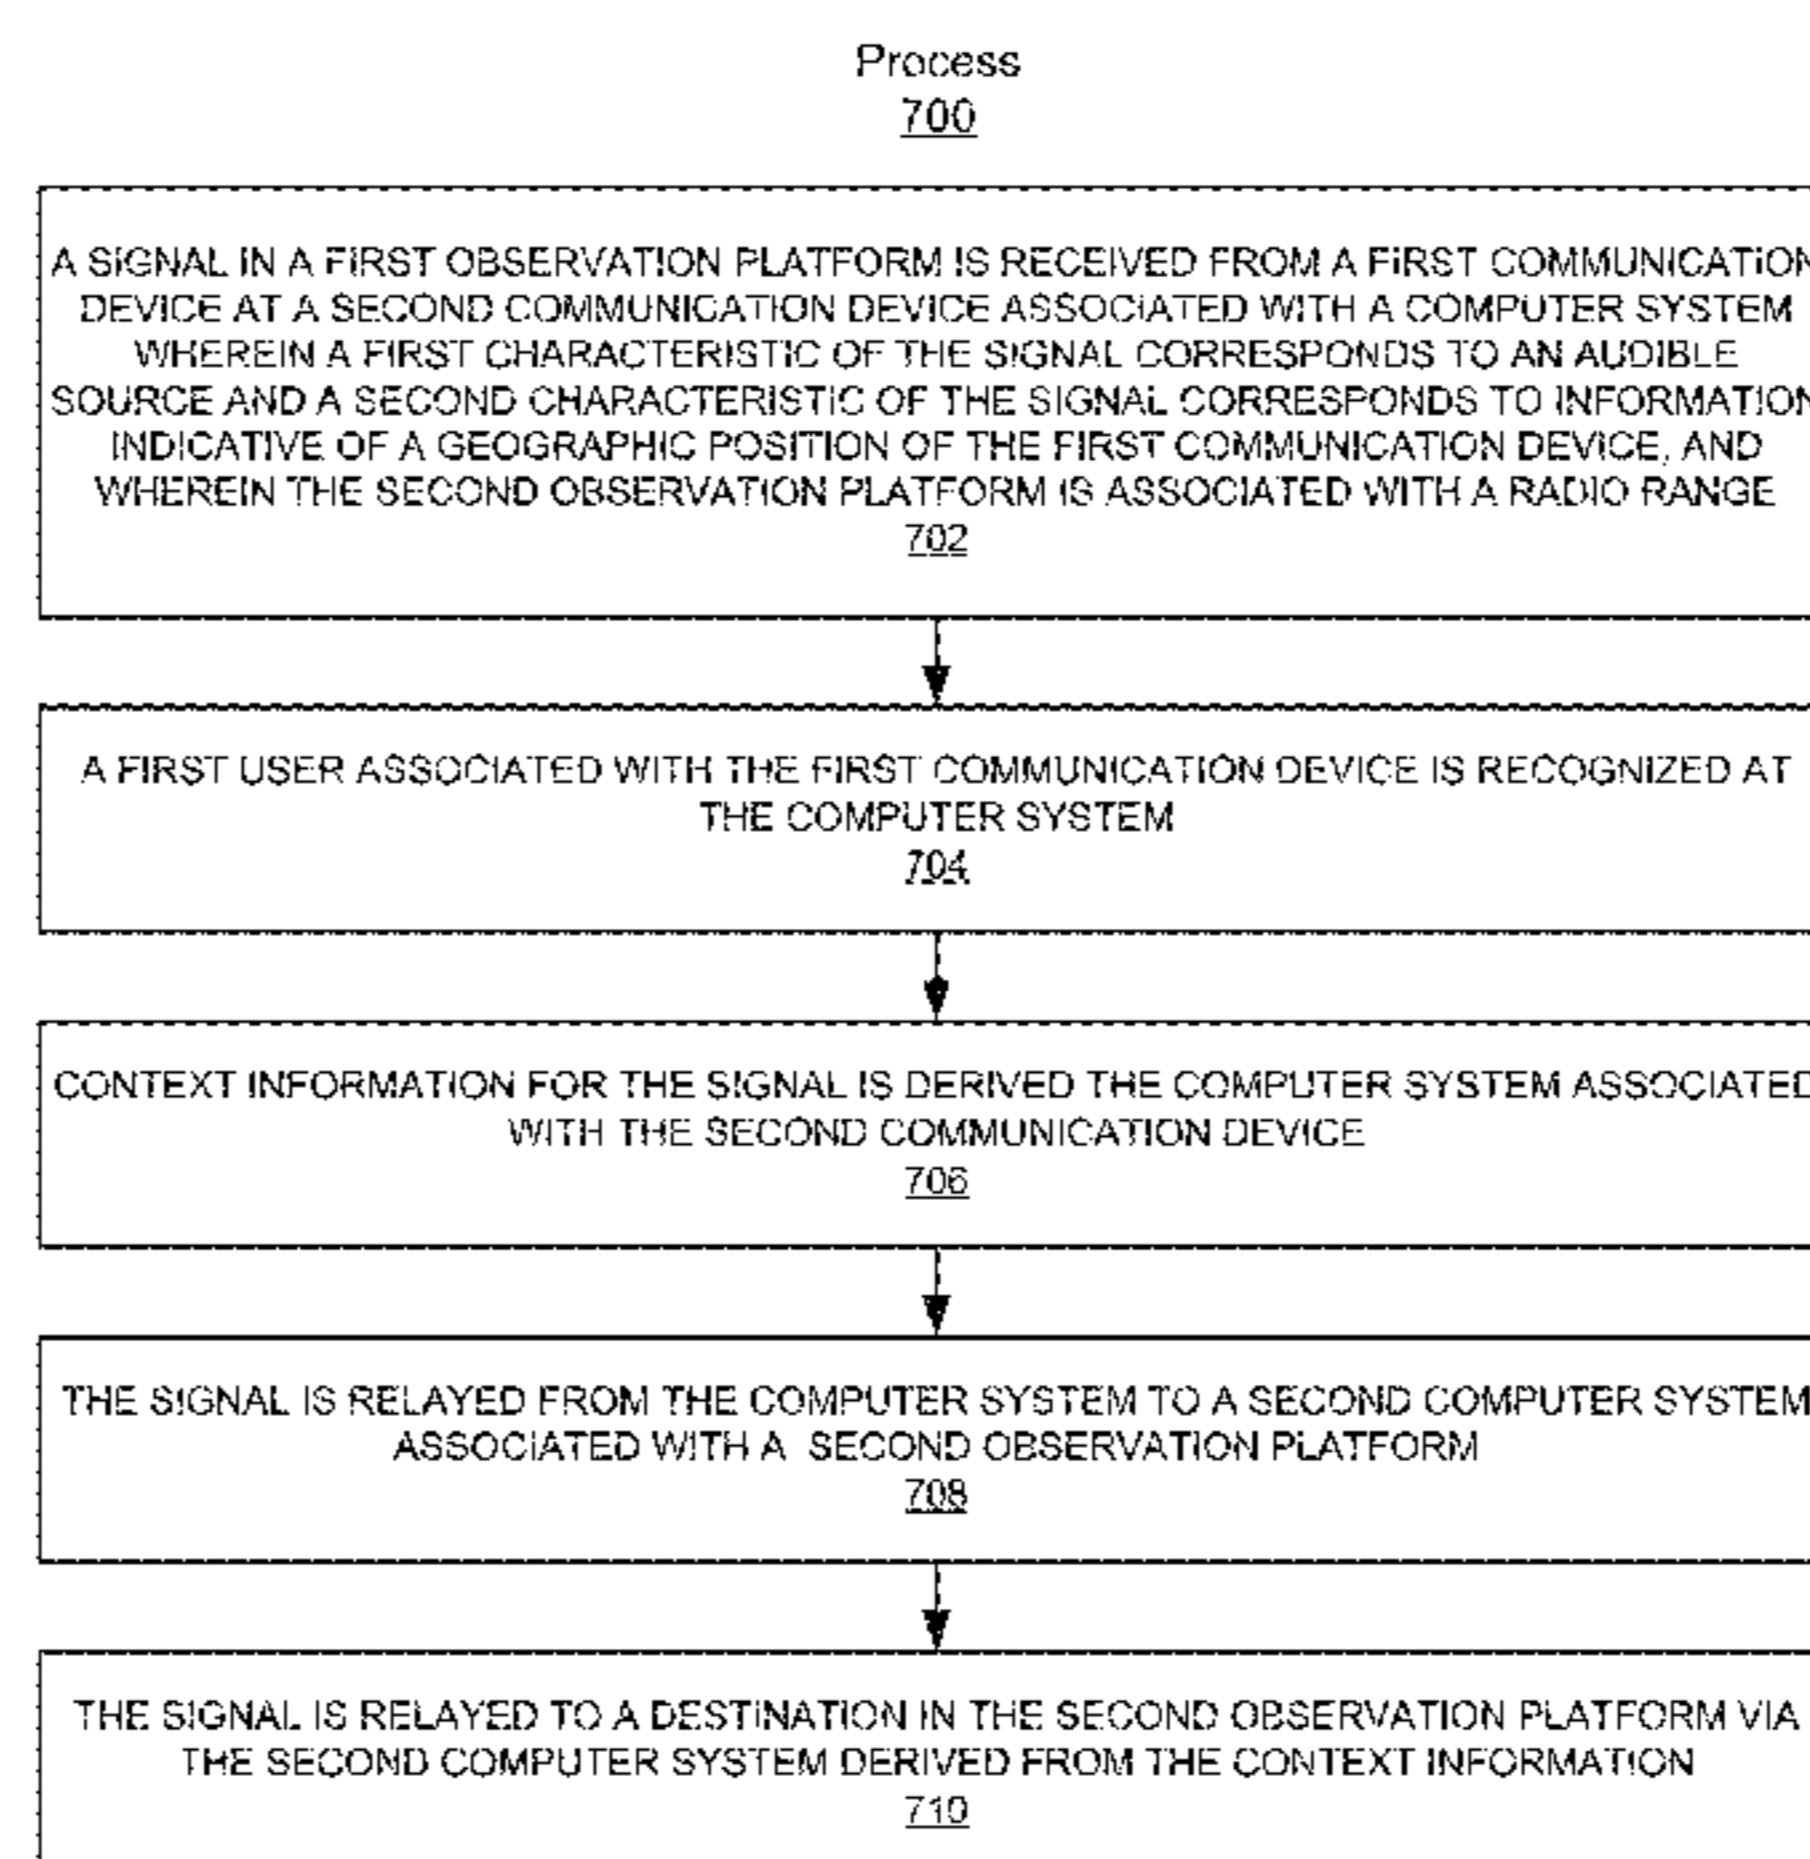 Process
700
A SIGNAL IN A FIRST OBSERVATION PLATFORM IS RECEIVED FROM A FIRST COMMUNICATION
DEVICE AT A SECOND COMMUNICATION DEVICE ASSOCIATED WITH A COMPUTER SYSTEM
WHEREIN A FIRST CHARACTERISTIC OF THE SIGNAL CORRESPONDS TO AN AUDIBLE
SOURCE AND A SECOND CHARACTERISTIC OF THE SIGNAL CORRESPONDS TO INFORMATION
INDICATIVE OF A GEOGRAPHIC POSITION OF THE FIRST COMMUNICATION DEVICE, AND
WHEREIN THE SECOND OBSERVATION PLATFORM IS ASSOCIATED WITH A RADIO RANGE
702
A FIRST USER ASSOCIATED WITH THE FIRST COMMUNICATION DEVICE IS RECOGNIZED AT
THE COMPUTER SYSTEM
704
CONTEXT INFORMATION FOR THE SIGNAL IS DERIVED THE COMPUTER SYSTEM ASSOCIATED
WITH THE SECOND COMMUNICATION DEVICE
706
THE SIGNAL IS RELAYED FROM THE COMPUTER SYSTEM TO A SECOND COMPUTER SYSTEM
ASSOCIATED WITH A SECOND OBSERVATION PLATFORM
708
THE SIGNAL IS RELAYED TO A DESTINATION IN THE SECOND OBSERVATION PLATFORM VIA
THE SECOND COMPUTER SYSTEM DERIVED FROM THE CONTEXT INFORMATION
710